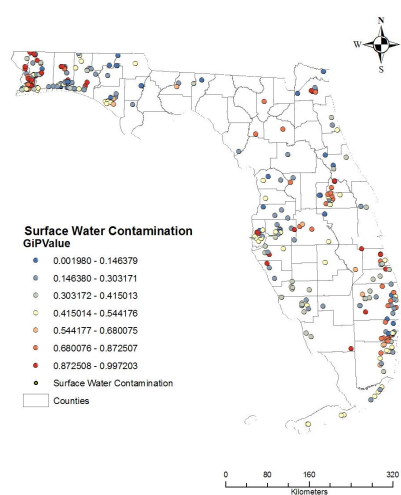 N
W
S
Surface Water Contamination
GiPValue
0.001980 - 0.146379
0.146380 - 0.303171
0.303172 - 0.415013
0.415014 - 0.544176
0.544177 - 0.680075
0.680076 - 0.872507
0.872508 - 0.997203
Surface Water Contamination
Counties
0 80 160 320
Kilometers